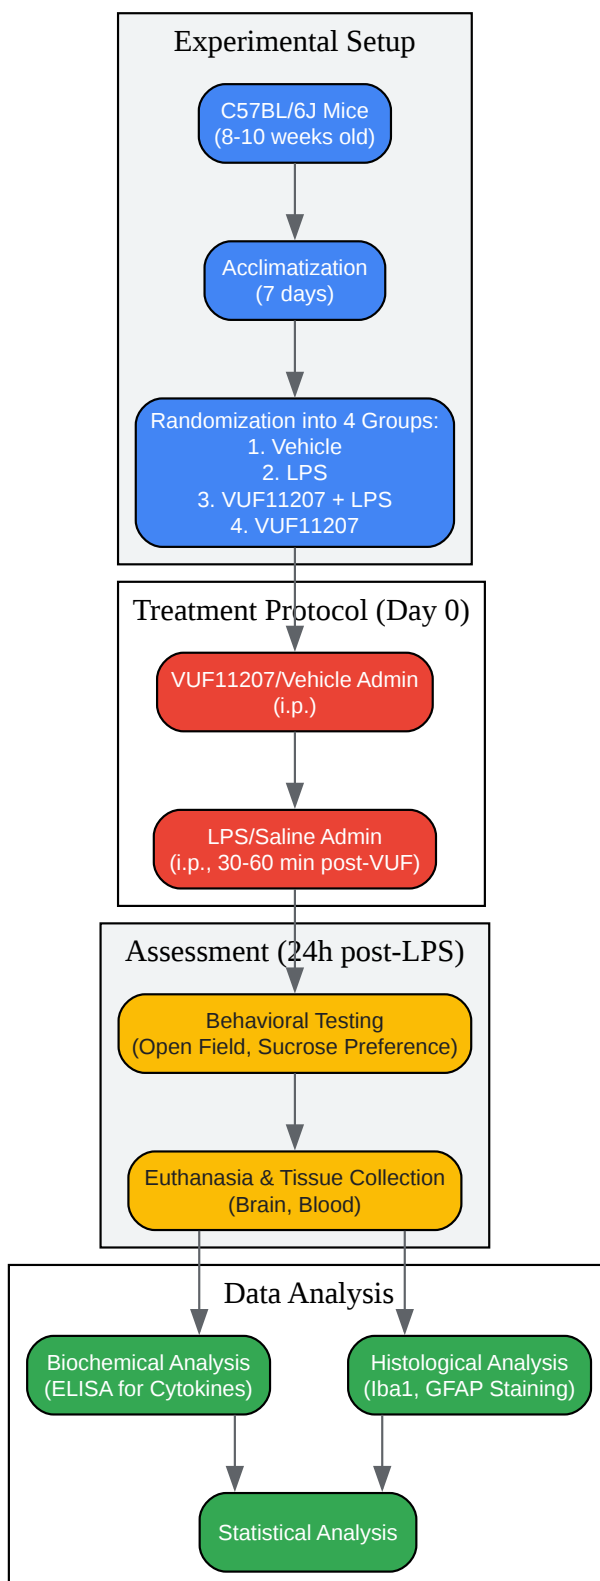 Experimental Setup
C57BL/6J Mice
(8-10 weeks old)
Acclimatization
(7 days)
Randomization into 4 Groups:
1. Vehicle
2. LPS
3. VUF11207 + LPS
4. VUF11207
Treatment Protocol (Day 0)
VUF11207/Vehicle Admin
(i.p.)
LPS/Saline Admin
(i.p., 30-60 min post-VUF)
Assessment (24h post-LPS)
Behavioral Testing
(Open Field, Sucrose Preference)
Euthanasia & Tissue Collection
(Brain, Blood)
Data Analysis
Biochemical Analysis
(ELISA for Cytokines)
Histological Analysis
(Iba1, GFAP Staining)
Statistical Analysis